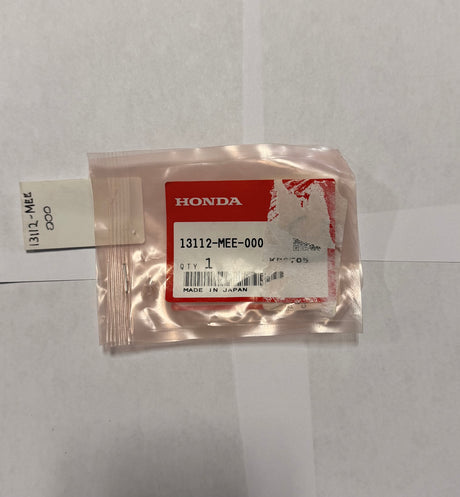 13112-MEE
000
HONDA
13112-MEE-000
QTY 1
MADE IN JAPAN